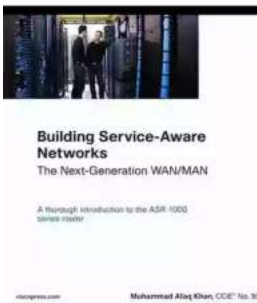 Building Service-Aware
Networks
The Next-Generation WAN/MAN
A thorough introduction to the ASR 1000
series router
ciscopress.com
Muhammad Afaq Khan, CCIE® No.